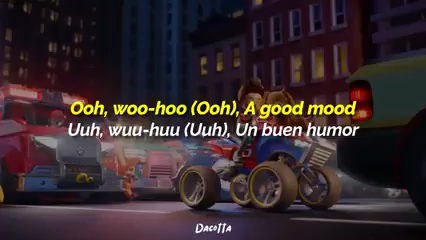 Ooh, woo-hoo (Ooh), A good mood
Uuh, wuu-huu (Uuh), Un buen humor
DACOTTA